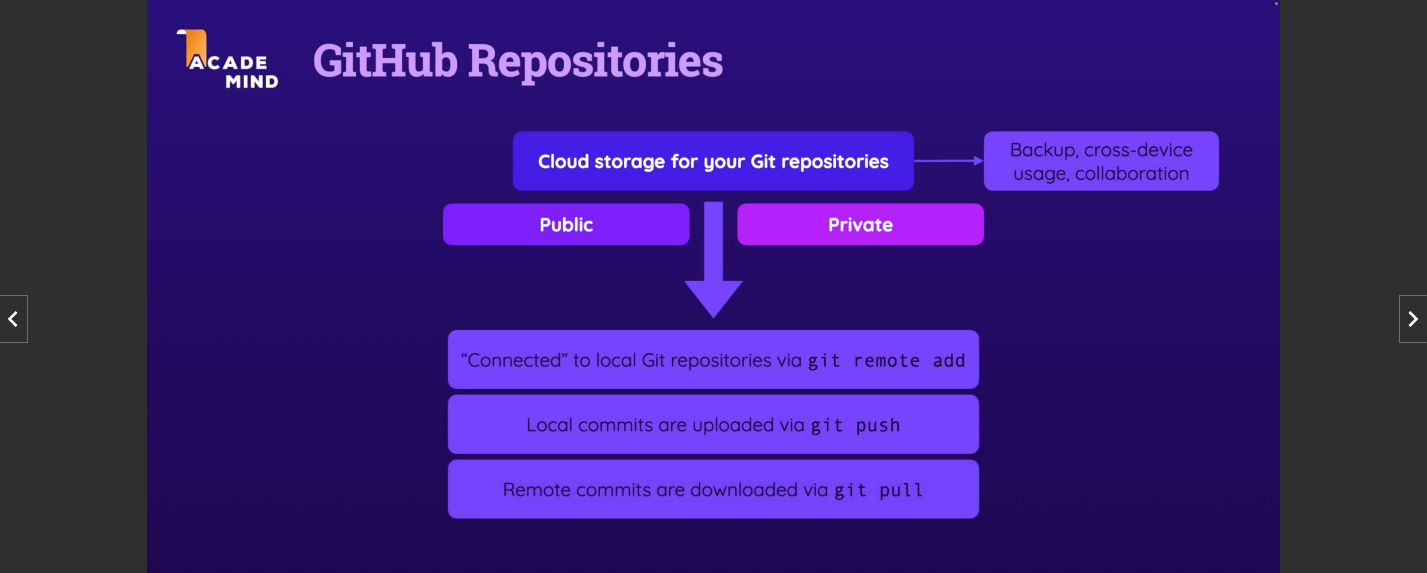 ACADE
MIND
GitHub Repositories
Cloud storage for your Git repositories
Backup, cross-device
usage, collaboration
Public
Private
“Connected” to local Git repositories via git remote add
Local commits are uploaded via git push
Remote commits are downloaded via git pull